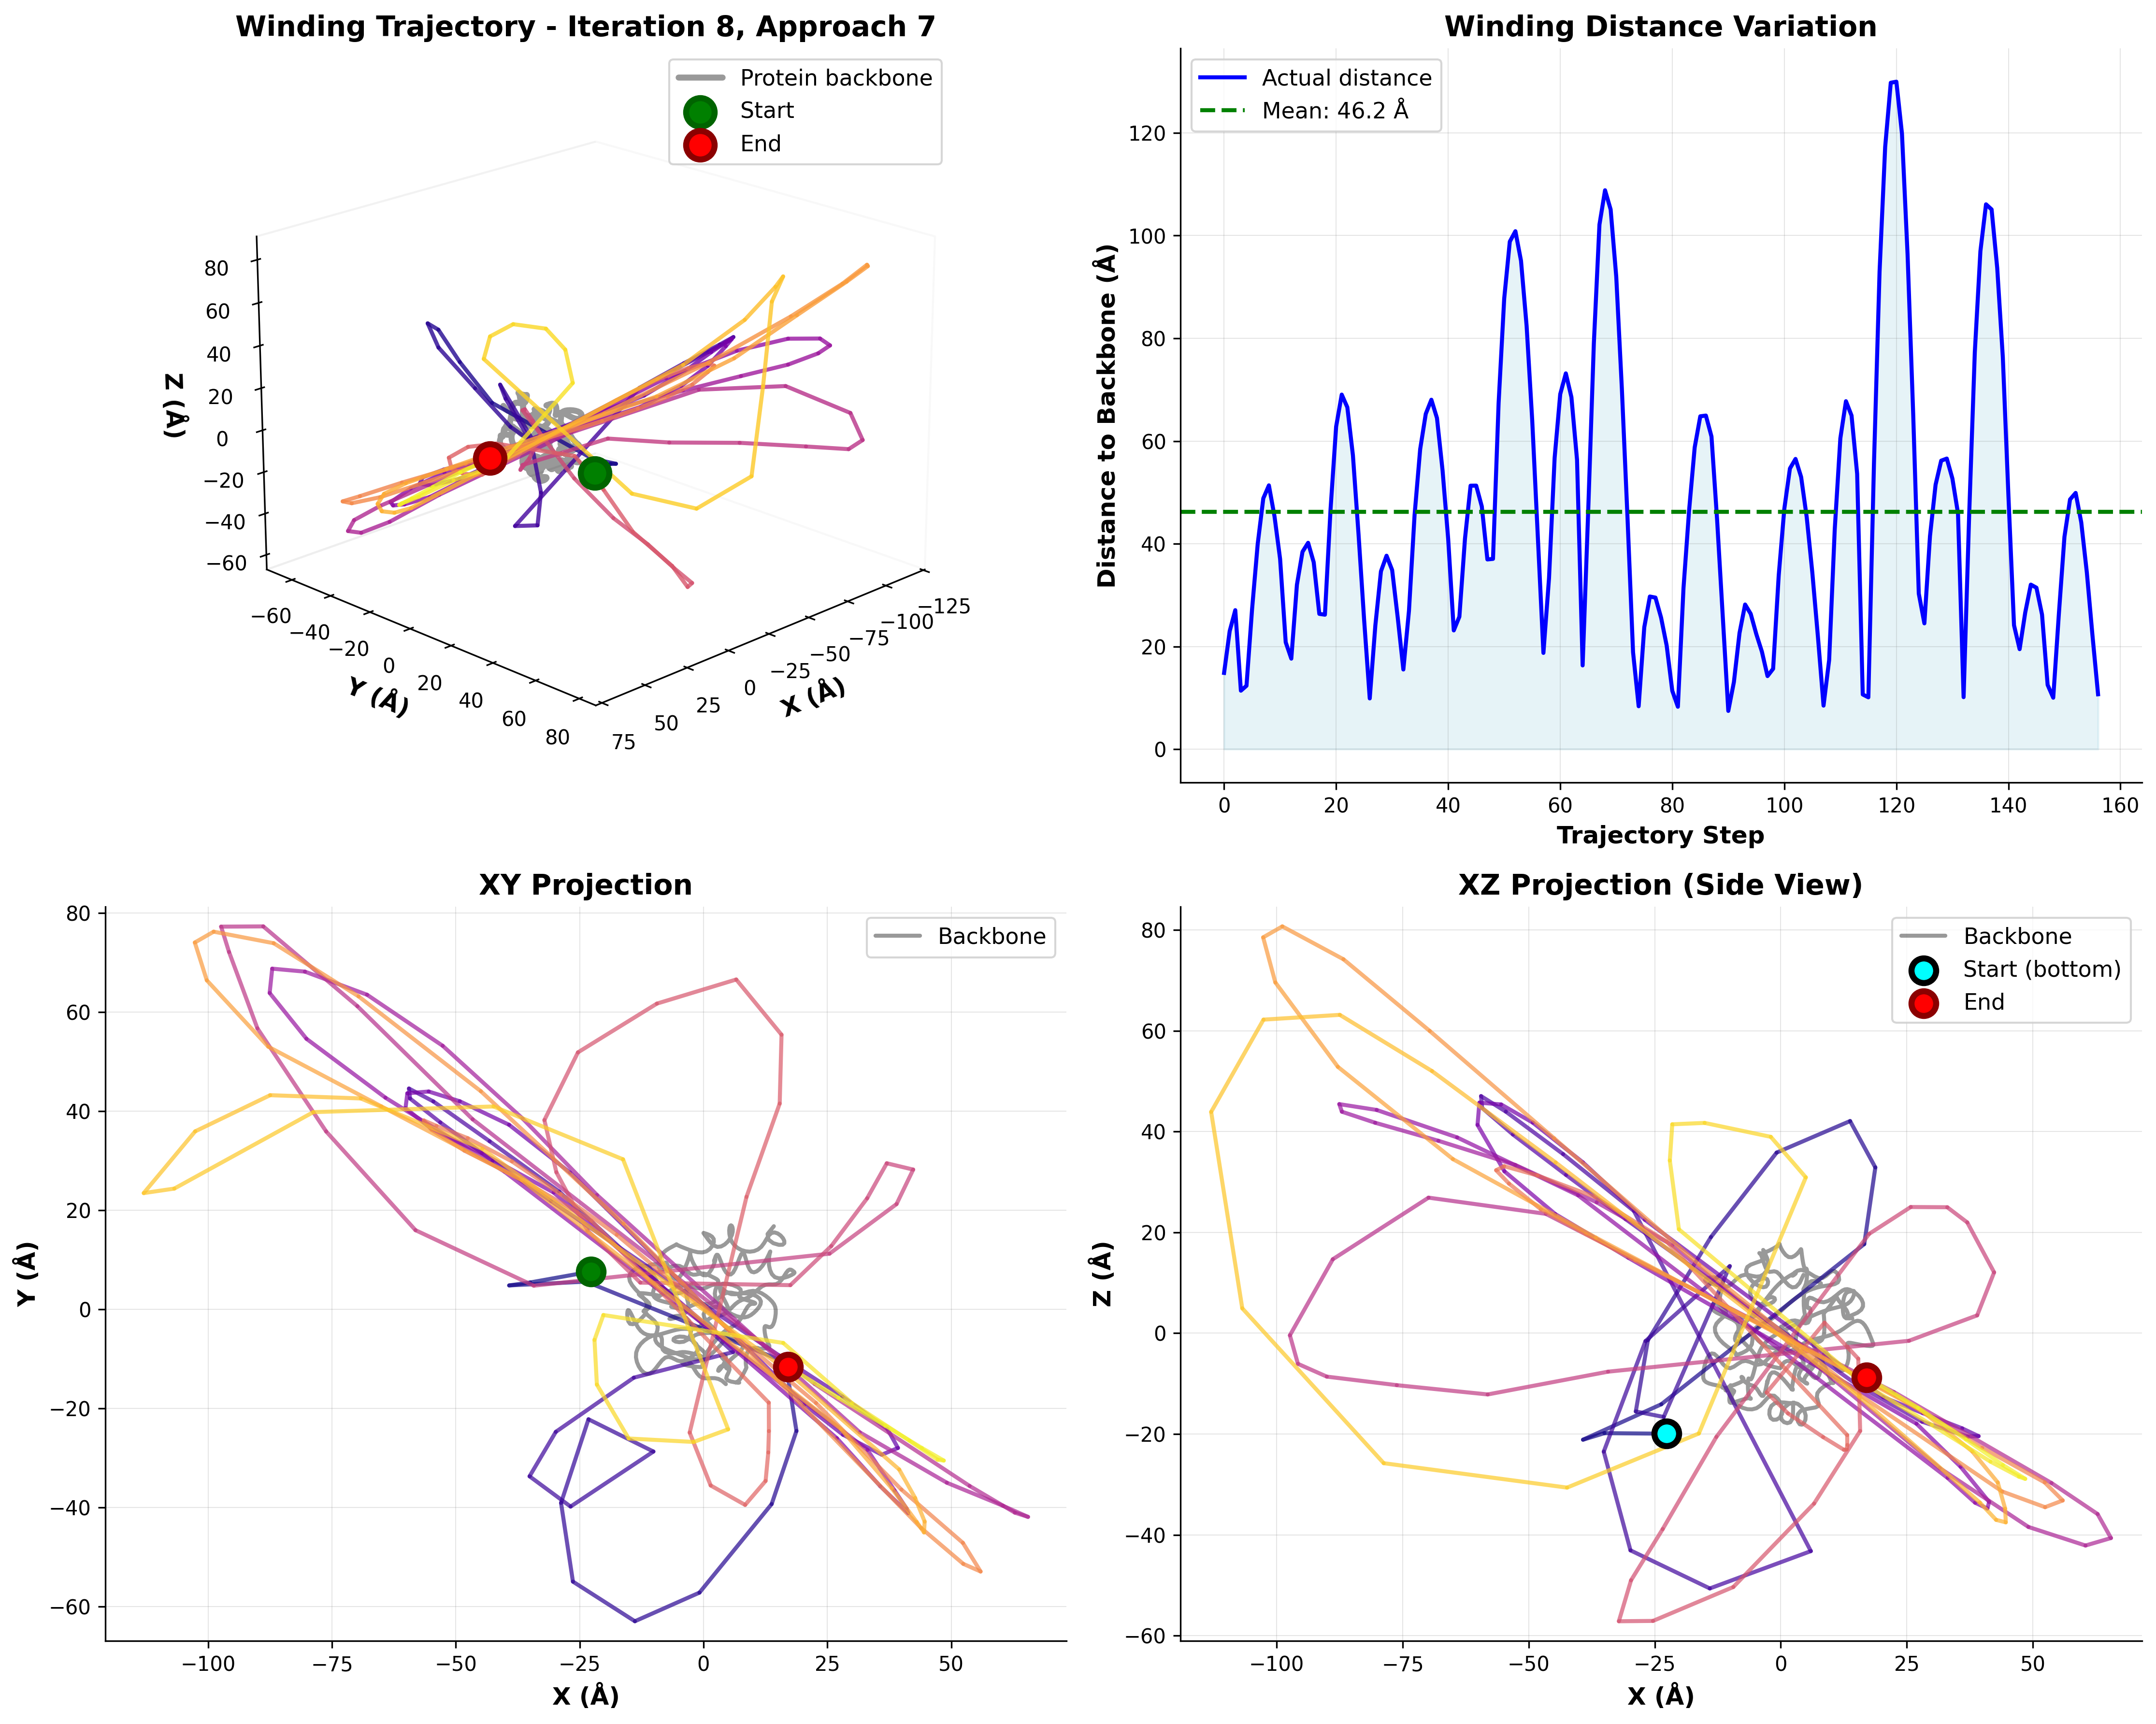 Winding Trajectory - Iteration 8, Approach 7
Protein backbone
Start
End
80
60
40
20
0
−20
−40
−60
Z (Å)
−60
−40
−20
0
20
40
60
80
Y (Å)
75
50
25
0
−25
−50
−75
−100
−125
X (Å)
Winding Distance Variation
Actual distance
Mean: 46.2 Å
120
100
80
60
40
20
0
Distance to Backbone (Å)
0 20 40 60 80 100 120 140 160
Trajectory Step
XY Projection
Backbone
80
60
40
20
0
−20
−40
−60
Y (Å)
−100 −75 −50 −25 0 25 50
X (Å)
XZ Projection (Side View)
Backbone
Start (bottom)
End
80
60
40
20
0
−20
−40
−60
Z (Å)
−100 −75 −50 −25 0 25 50
X (Å)